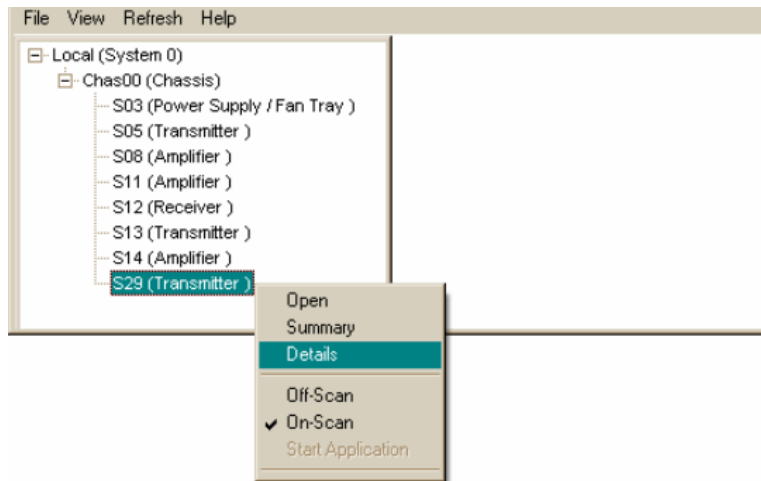 File View Refresh Help
Local (System 0)
Chas00 (Chassis)
S03 (Power Supply / Fan Tray )
S05 (Transmitter )
S08 (Amplifier )
S11 (Amplifier )
S12 (Receiver )
S13 (Transmitter )
S14 (Amplifier )
S29 (Transmitter )
Open
Summary
Details
Off-Scan
On-Scan
Start Application